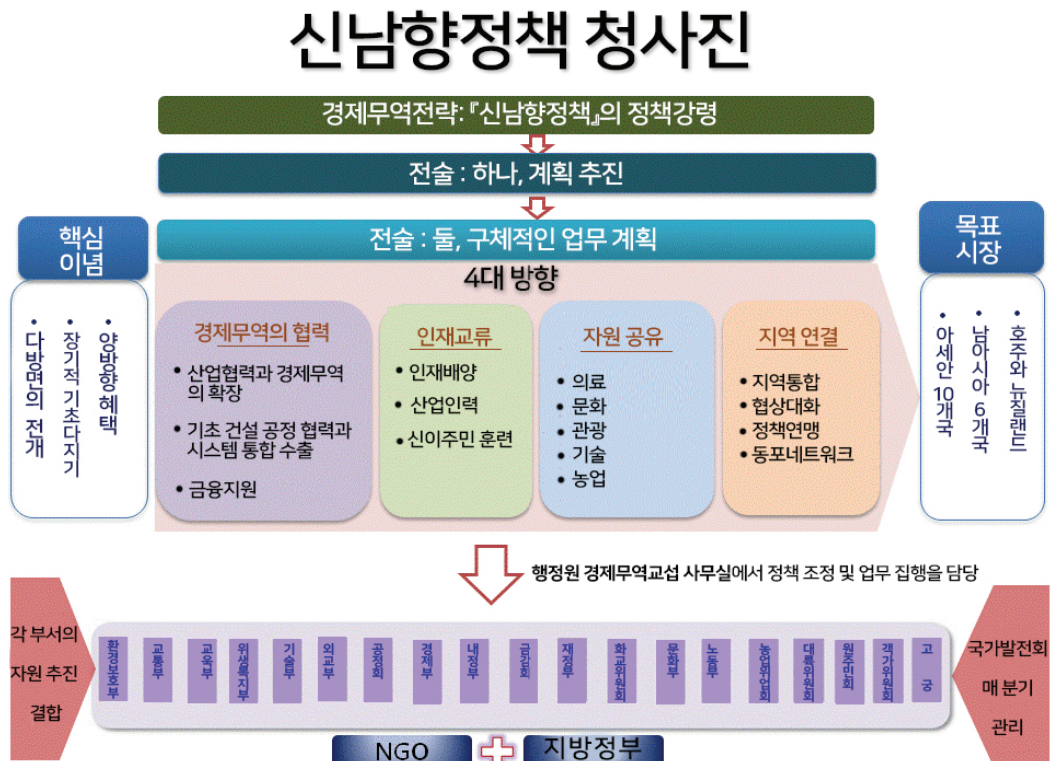 신남향정책 청사진
경제무역전략: 『신남향정책』의 정책강령
전술 : 하나, 계획 추진
전술 : 둘, 구체적인 업무 계획
핵심
이념
• 양방향 혜택
• 장기적 기초다지기
• 다방면의 전개
4대 방향
경제무역의 협력
• 산업협력과 경제무역
의 확장
• 기초 건설 공정 협력과
시스템 통합 수출
• 금융지원
인재교류
• 인재배양
• 산업인력
• 신이주민 훈련
자원 공유
• 의료
• 문화
• 관광
• 기술
• 농업
지역 연결
• 지역통합
• 협상대화
• 정책연맹
• 동포네트워크
목표
시장
• 호주와 뉴질랜드
• 남아시아 6개국
• 아세안 10개국
행정원 경제무역교섭 사무실에서 정책 조정 및 업무 집행을 담당
각 부서의
자원 추진
결합
환경보호부
교통부
교육부
위생복지부
기술부
외교부
공정회
경제부
내정부
금감회
재정부
화교위원회
문화부
노동부
농업위업회
대륙위원회
원주민회
객가위원회
고 궁
국가발전회
매 분기
관리
NGO
지방정부